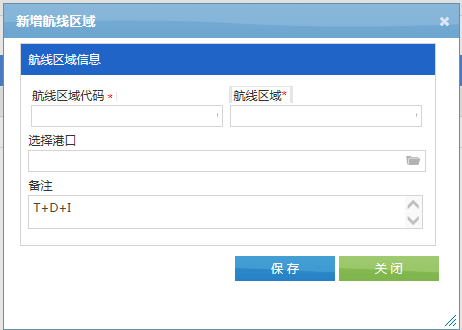 新增航线区域
航线区域信息
航线区域代码 * 航线区域*
选择港口
备注
T+D+I
保 存 关 闭